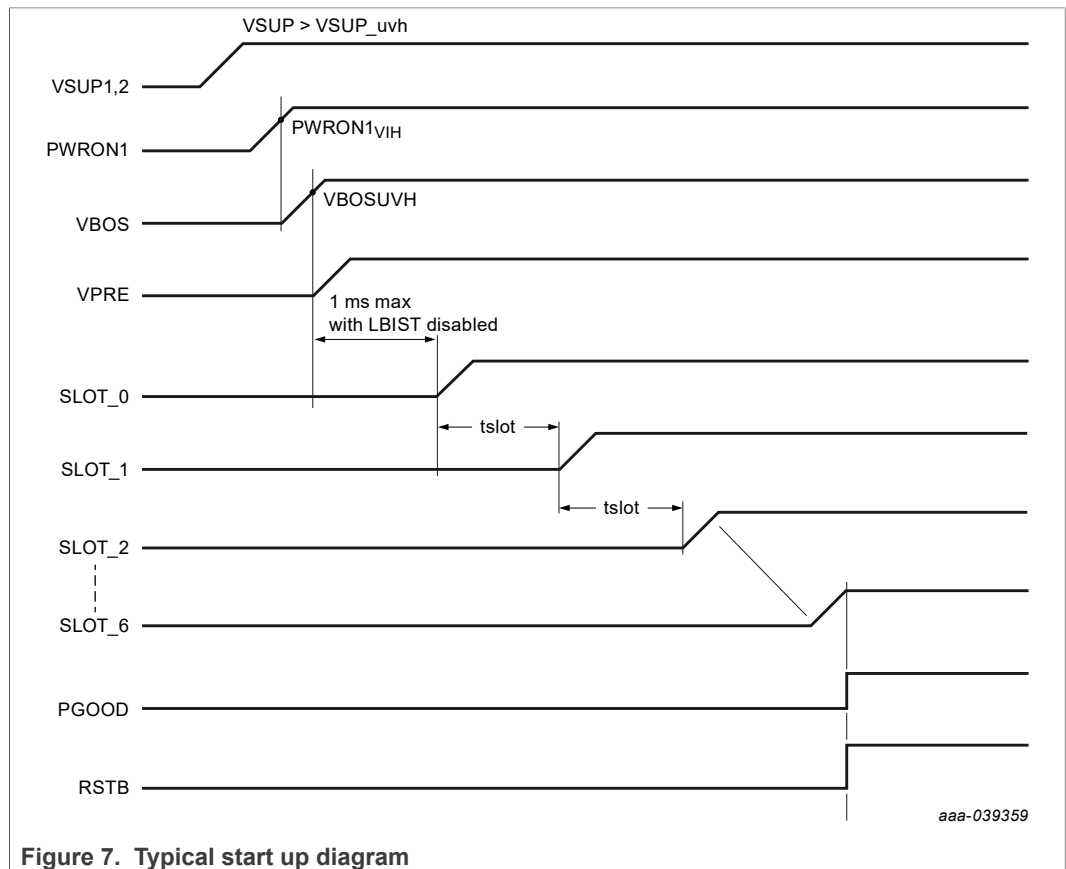 VSUP > VSUP_uvh
VSUP1,2
PWRON1VIH
PWRON1
VBOSUVH
VBOS
VPRE
1 ms max
with LBIST disabled
SLOT_0
tslot
SLOT_1
tslot
SLOT_2
SLOT_6
PGOOD
RSTB
aaa-039359
Figure 7. Typical start up diagram